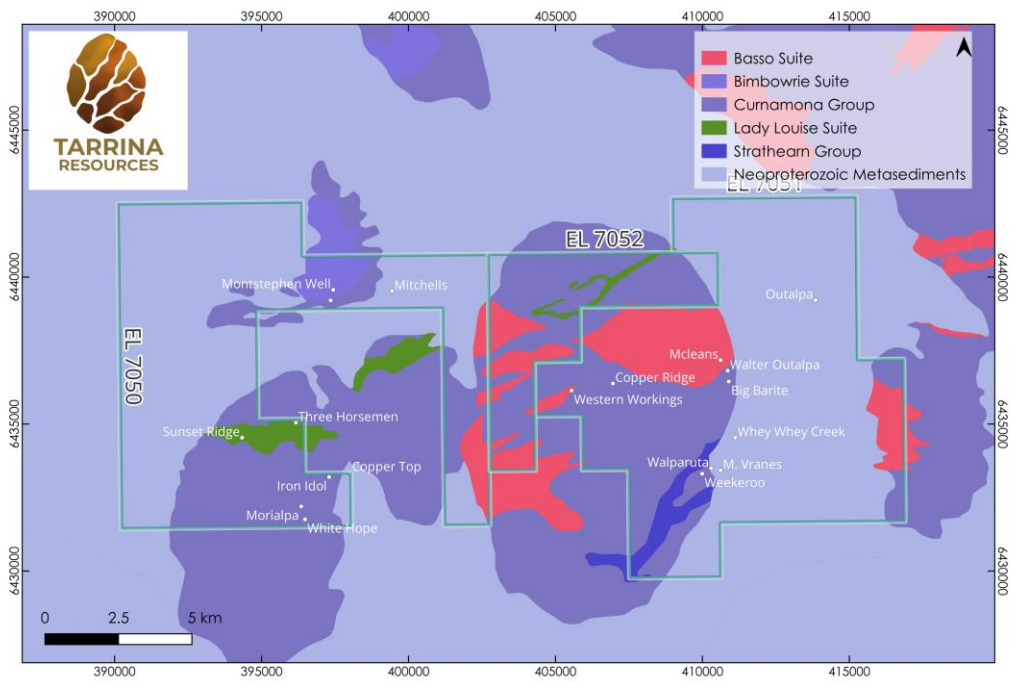 390000
395000
400000
405000
410000
415000
TARRINA
RESOURCES
Basso Suite
Bimbowrie Suite
Curnamona Group
Lady Louise Suite
Strathearn Group
Neoproterozoic Metasediments
6445000
6445000
EL 7051
EL 7052
6440000
6440000
Montstephen Well
Mitchells
Outalpa
EL 7050
Mcleans
Walter Outalpa
Copper Ridge
Big Barite
Western Workings
6435000
6435000
Three Horsemen
Sunset Ridge
Whey Whey Creek
Copper Top
Walparuta
M. Vranes
Iron Idol
Weekeroo
Morialpa
White Hope
6430000
6430000
0 2.5 5 km
390000
395000
400000
405000
410000
415000